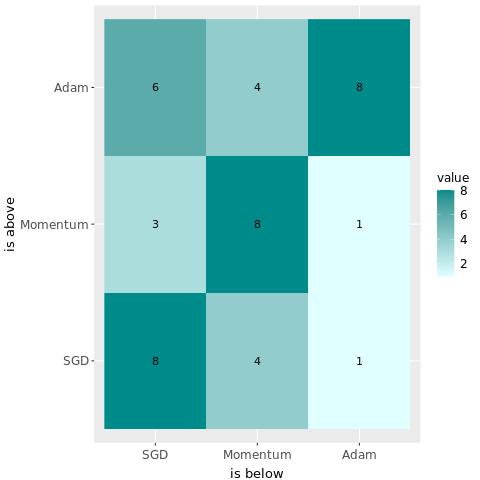 Adam 6 4 8
Momentum 3 8 1
SGD 8 4 1
SGD Momentum Adam
is below
is above
value
8
6
4
2